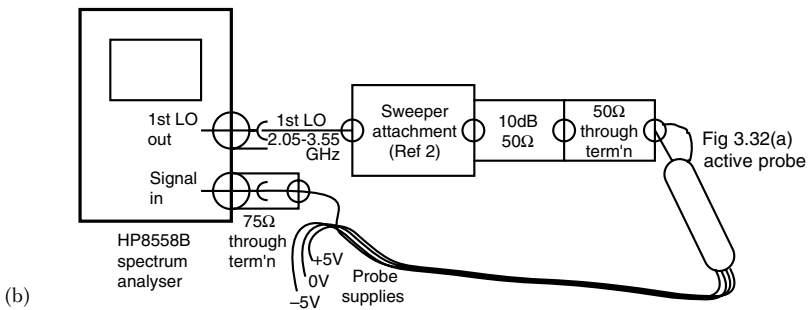 1st LO
out
1st LO
2.05-3.55
GHz
Sweeper
attachment
(Ref 2)
10dB
50Ω
50Ω
through
term'n
Fig 3.32(a)
active probe
Signal
in
75Ω
through
term'n
HP8558B
spectrum
analyser
+5V
0V
–5V
Probe
supplies
(b)